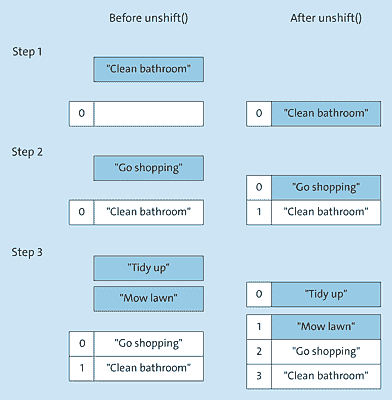 Before unshift() After unshift()
Step 1
"Clean bathroom"
0 0 "Clean bathroom"
Step 2
"Go shopping"
0 "Go shopping"
0 "Clean bathroom" 1 "Clean bathroom"
Step 3
"Tidy up"
0 "Tidy up"
"Mow lawn"
1 "Mow lawn"
0 "Go shopping" 2 "Go shopping"
1 "Clean bathroom" 3 "Clean bathroom"